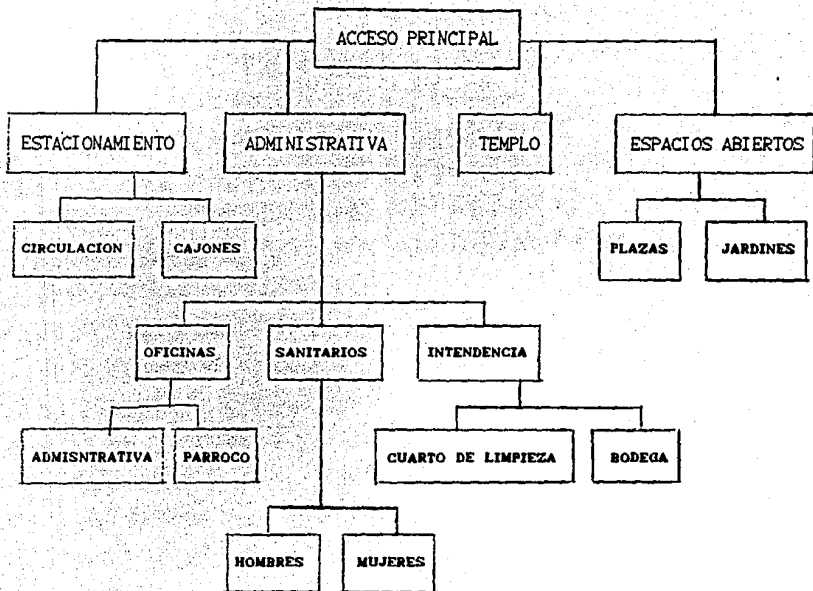 ACCESO PRINCIPAL
ESTACIONAMIENTO
ADMINISTRATIVA
TEMPLO
ESPACIOS ABIERTOS
CIRCULACION
CAJONES
PLAZAS
JARDINES
OFICINAS
SANITARIOS
INTENDENCIA
ADMISNTRATIVA
PARROCO
CUARTO DE LIMPIEZA
BODEGA
HOMBRES
MUJERES